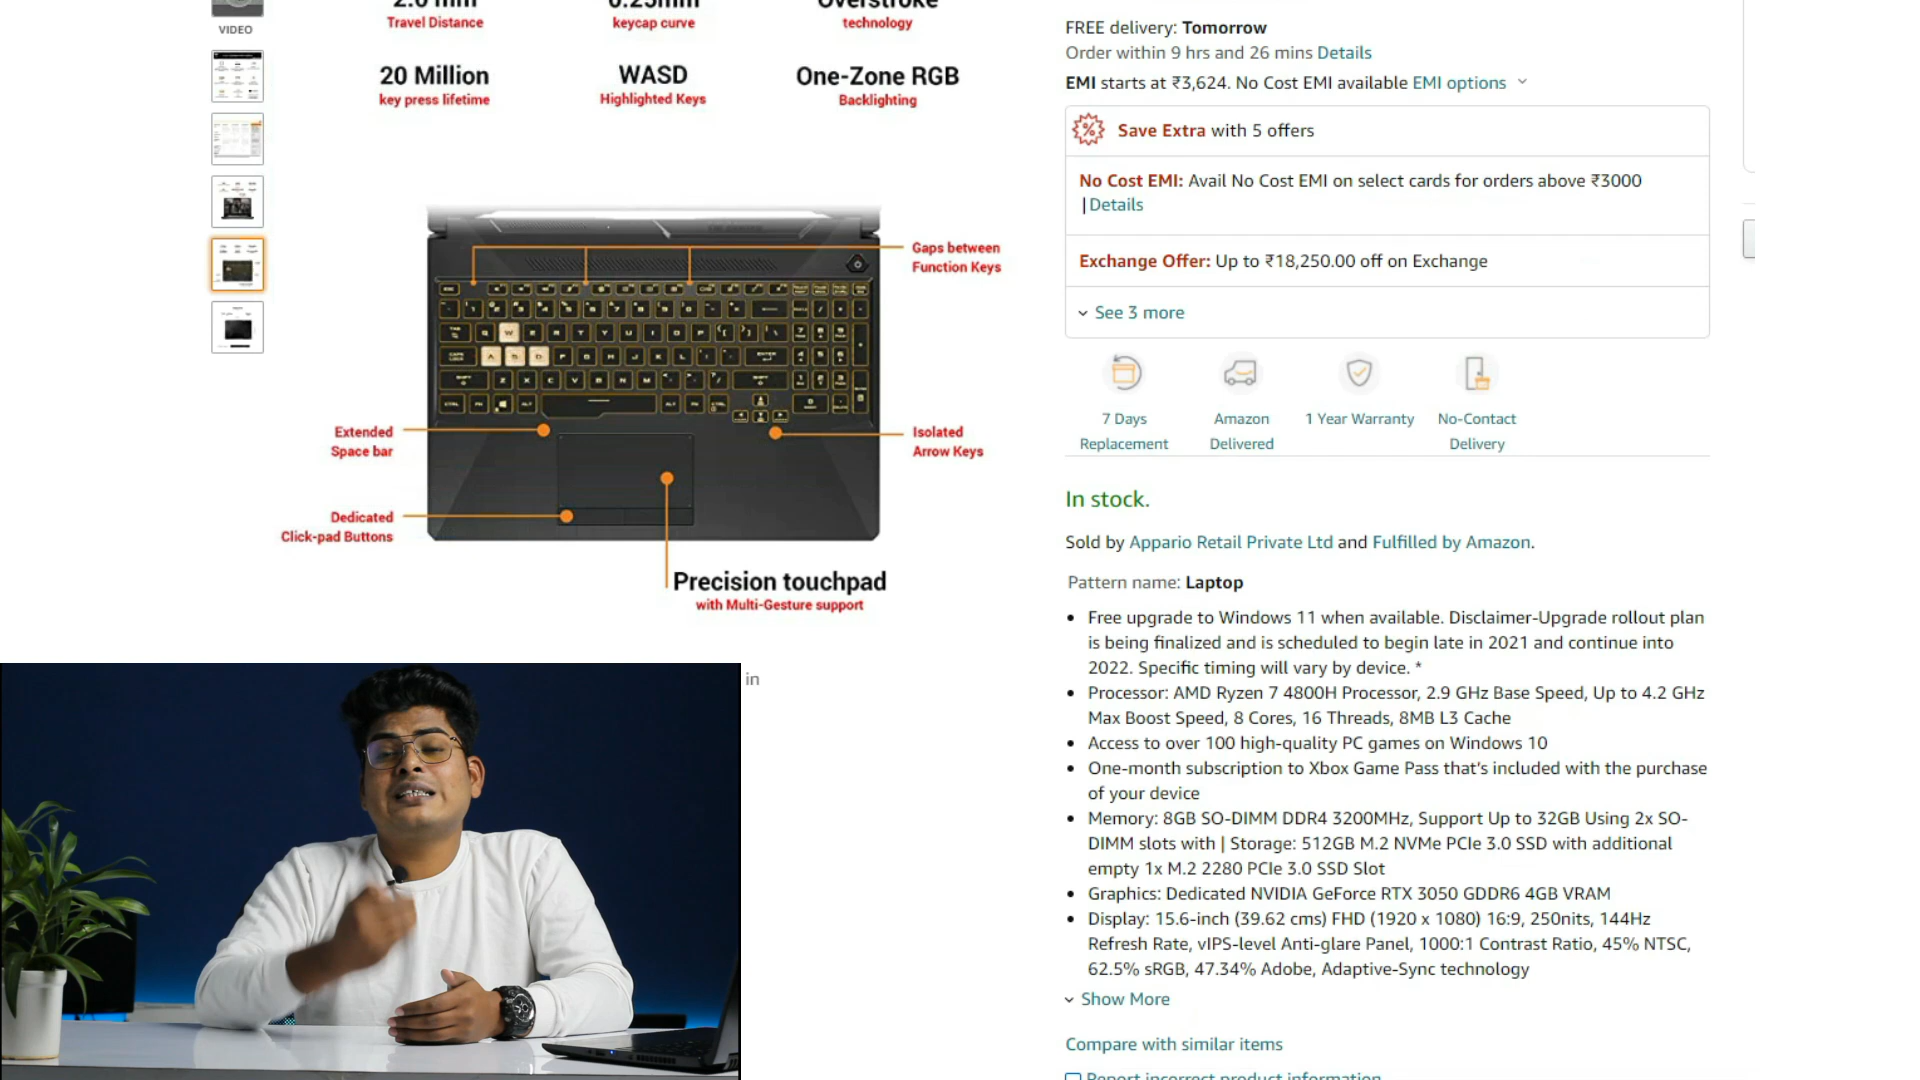 VIDEO
Travel Distance
keycap curve
Overstroke
technology
20 Million
key press lifetime
WASD
Highlighted Keys
One-Zone RGB
Backlighting
Gaps between
Function Keys
Extended
Space bar
Isolated
Arrow Keys
Dedicated
Click-pad Buttons
Precision touchpad
with Multi-Gesture support
in
FREE delivery: Tomorrow
Order within 9 hrs and 26 mins Details
EMI starts at ₹3,624. No Cost EMI available EMI options
Save Extra with 5 offers
No Cost EMI: Avail No Cost EMI on select cards for orders above ₹3000
|Details
Exchange Offer: Up to ₹18,250.00 off on Exchange
See 3 more
7 Days
Replacement
Amazon
Delivered
1 Year Warranty
No-Contact
Delivery
In stock.
Sold by Appario Retail Private Ltd and Fulfilled by Amazon.
Pattern name: Laptop
Free upgrade to Windows 11 when available. Disclaimer-Upgrade rollout plan
is being finalized and is scheduled to begin late in 2021 and continue into
2022. Specific timing will vary by device. *
Processor: AMD Ryzen 7 4800H Processor, 2.9 GHz Base Speed, Up to 4.2 GHz
Max Boost Speed, 8 Cores, 16 Threads, 8MB L3 Cache
Access to over 100 high-quality PC games on Windows 10
One-month subscription to Xbox Game Pass that's included with the purchase
of your device
Memory: 8GB SO-DIMM DDR4 3200MHz, Support Up to 32GB Using 2x SO-
DIMM slots with | Storage: 512GB M.2 NVMe PCIe 3.0 SSD with additional
empty 1x M.2 2280 PCIe 3.0 SSD Slot
Graphics: Dedicated NVIDIA GeForce RTX 3050 GDDR6 4GB VRAM
Display: 15.6-inch (39.62 cms) FHD (1920 x 1080) 16:9, 250nits, 144Hz
Refresh Rate, vIPS-level Anti-glare Panel, 1000:1 Contrast Ratio, 45% NTSC,
62.5% sRGB, 47.34% Adobe, Adaptive-Sync technology
Show More
Compare with similar items
Report incorrect product information